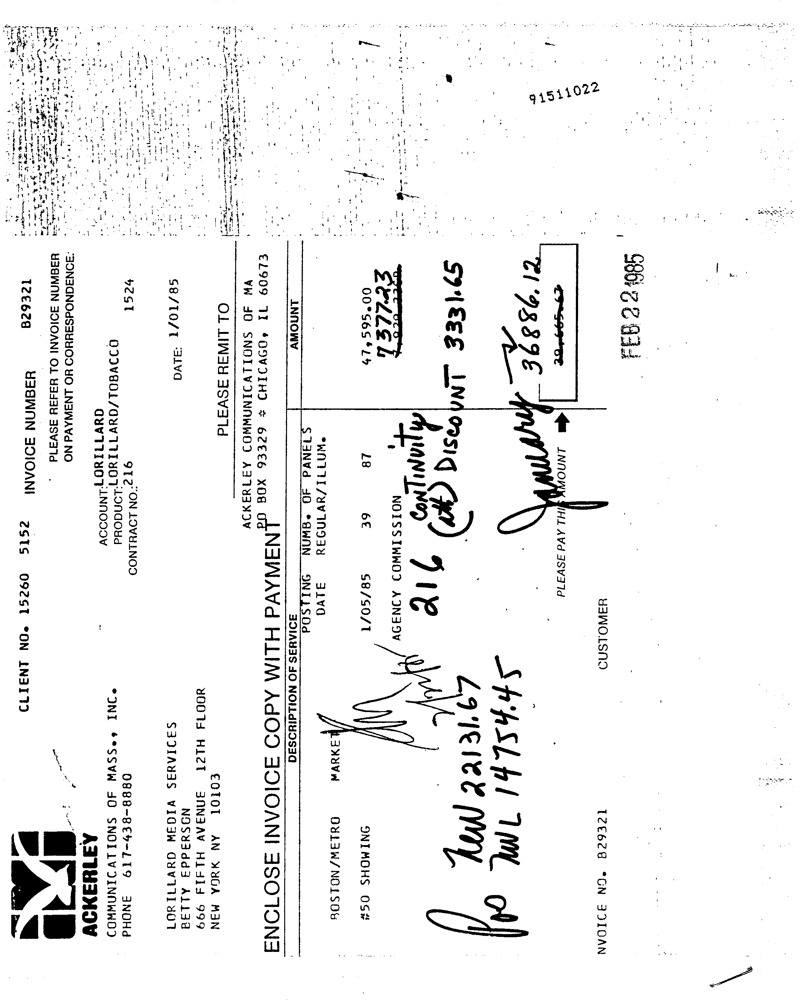 CLIENT NO. 15260 5152 INVOICE NUMBER B29321
PLEASE REFER TO INVOICE NUMBER
ON PAYMENT OR CORRESPONDENCE:
ACKERLEY
COMMUNICATIONS OF MASS., INC.
PHONE 617-438-8880
ACCOUNT: LORILLARD
PRODUCT: LORILLARD/TOBACCO
CONTRACT NO.: 216 1524
LORILLARD MEDIA SERVICES
BETTY EPPERSON
666 FIFTH AVENUE 12TH FLOOR
NEW YORK NY 10103
DATE: 1/01/85
PLEASE REMIT TO
ACKERLEY COMMUNICATIONS OF MA
PO BOX 93329 * CHICAGO, IL 60673
ENCLOSE INVOICE COPY WITH PAYMENT
DESCRIPTION OF SERVICE AMOUNT
POSTING NUMB. OF PANELS
DATE REGULAR/ILLUM.
BOSTON/METRO MARKET
#50 SHOWING 1/05/85 39 87 47,595.00
7377.23
AGENCY COMMISSION
216 CONTINUITY
(ath) DISCOUNT 3331.65
New 22131.67
14754.45
January 36886.12
PLEASE PAY THIS AMOUNT 39,665.67
NVOICE NO. B29321 CUSTOMER
FEB 22 1985
91511022